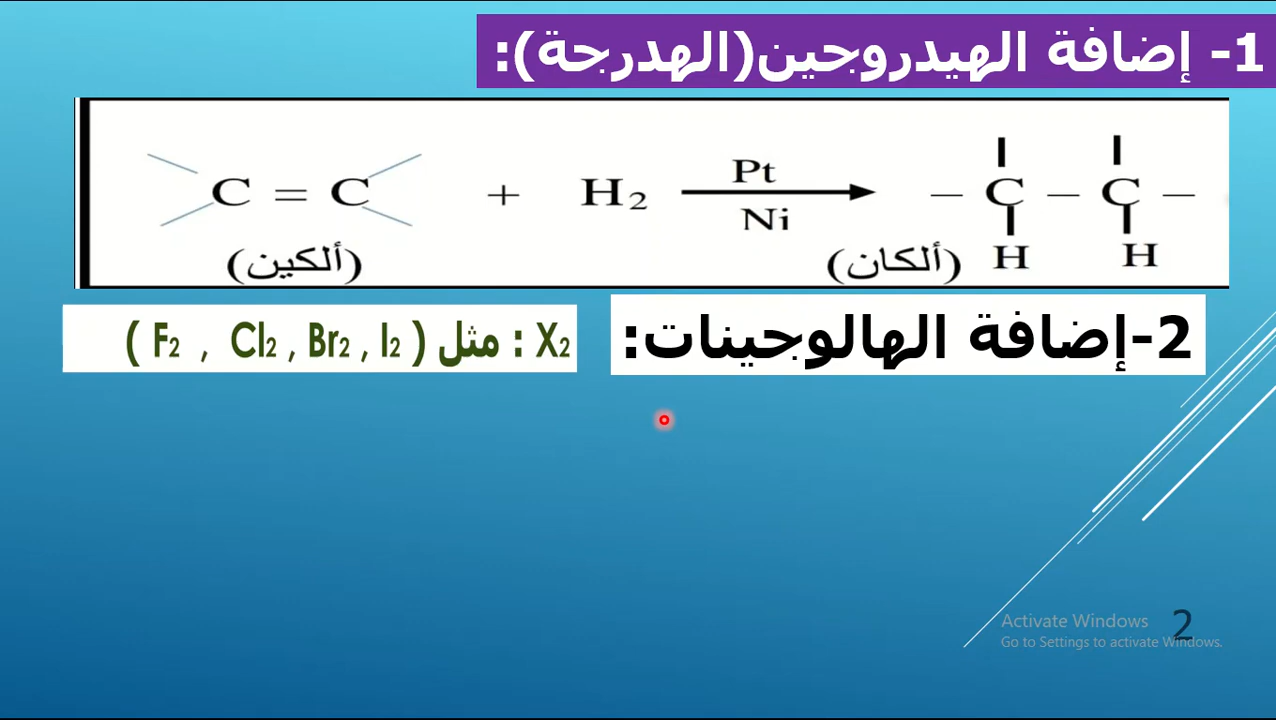 1- إضافة الهيدروجين(الهدرجة):
C = C + H2 Pt Ni – C – C –
H H
(ألكين) (ألكان)
2-إضافة الهالوجينات:
X2 : مثل ( F2 , Cl2 , Br2 , I2 )
Activate Windows
Go to Settings to activate Windows.
2